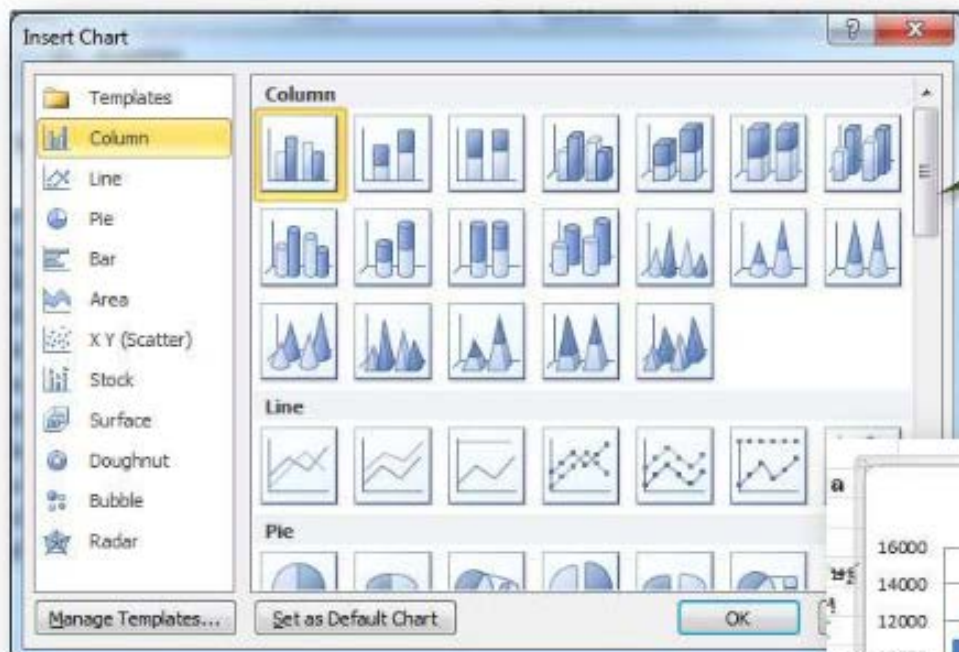 Insert Chart
Templates
Column
Line
Pie
Bar
Area
X Y (Scatter)
Stock
Surface
Doughnut
Bubble
Radar
Column
Line
Pie
Manage Templates...
Set as Default Chart
OK
a
16000
14000
12000